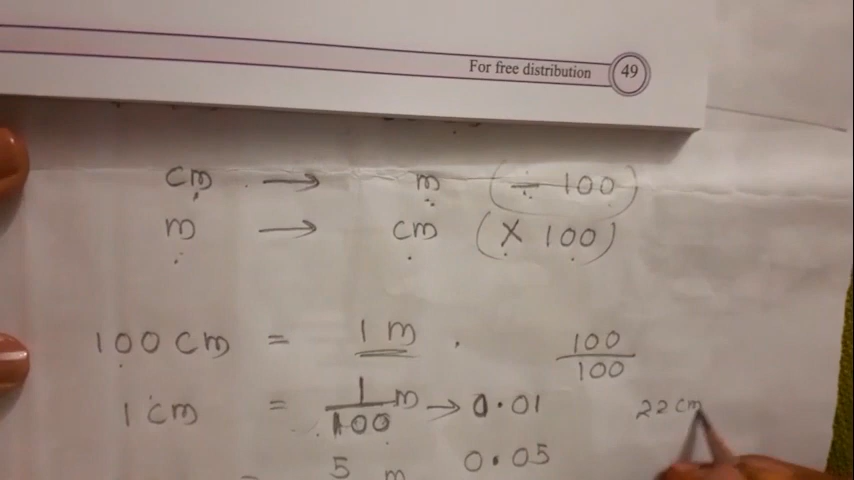 For free distribution 49
cm → m (÷ 100)
m → cm (× 100)
100 cm = 1 m . 100/100
1 cm = 1/100 m → 0.01 22 cm
= 5 m 0.05